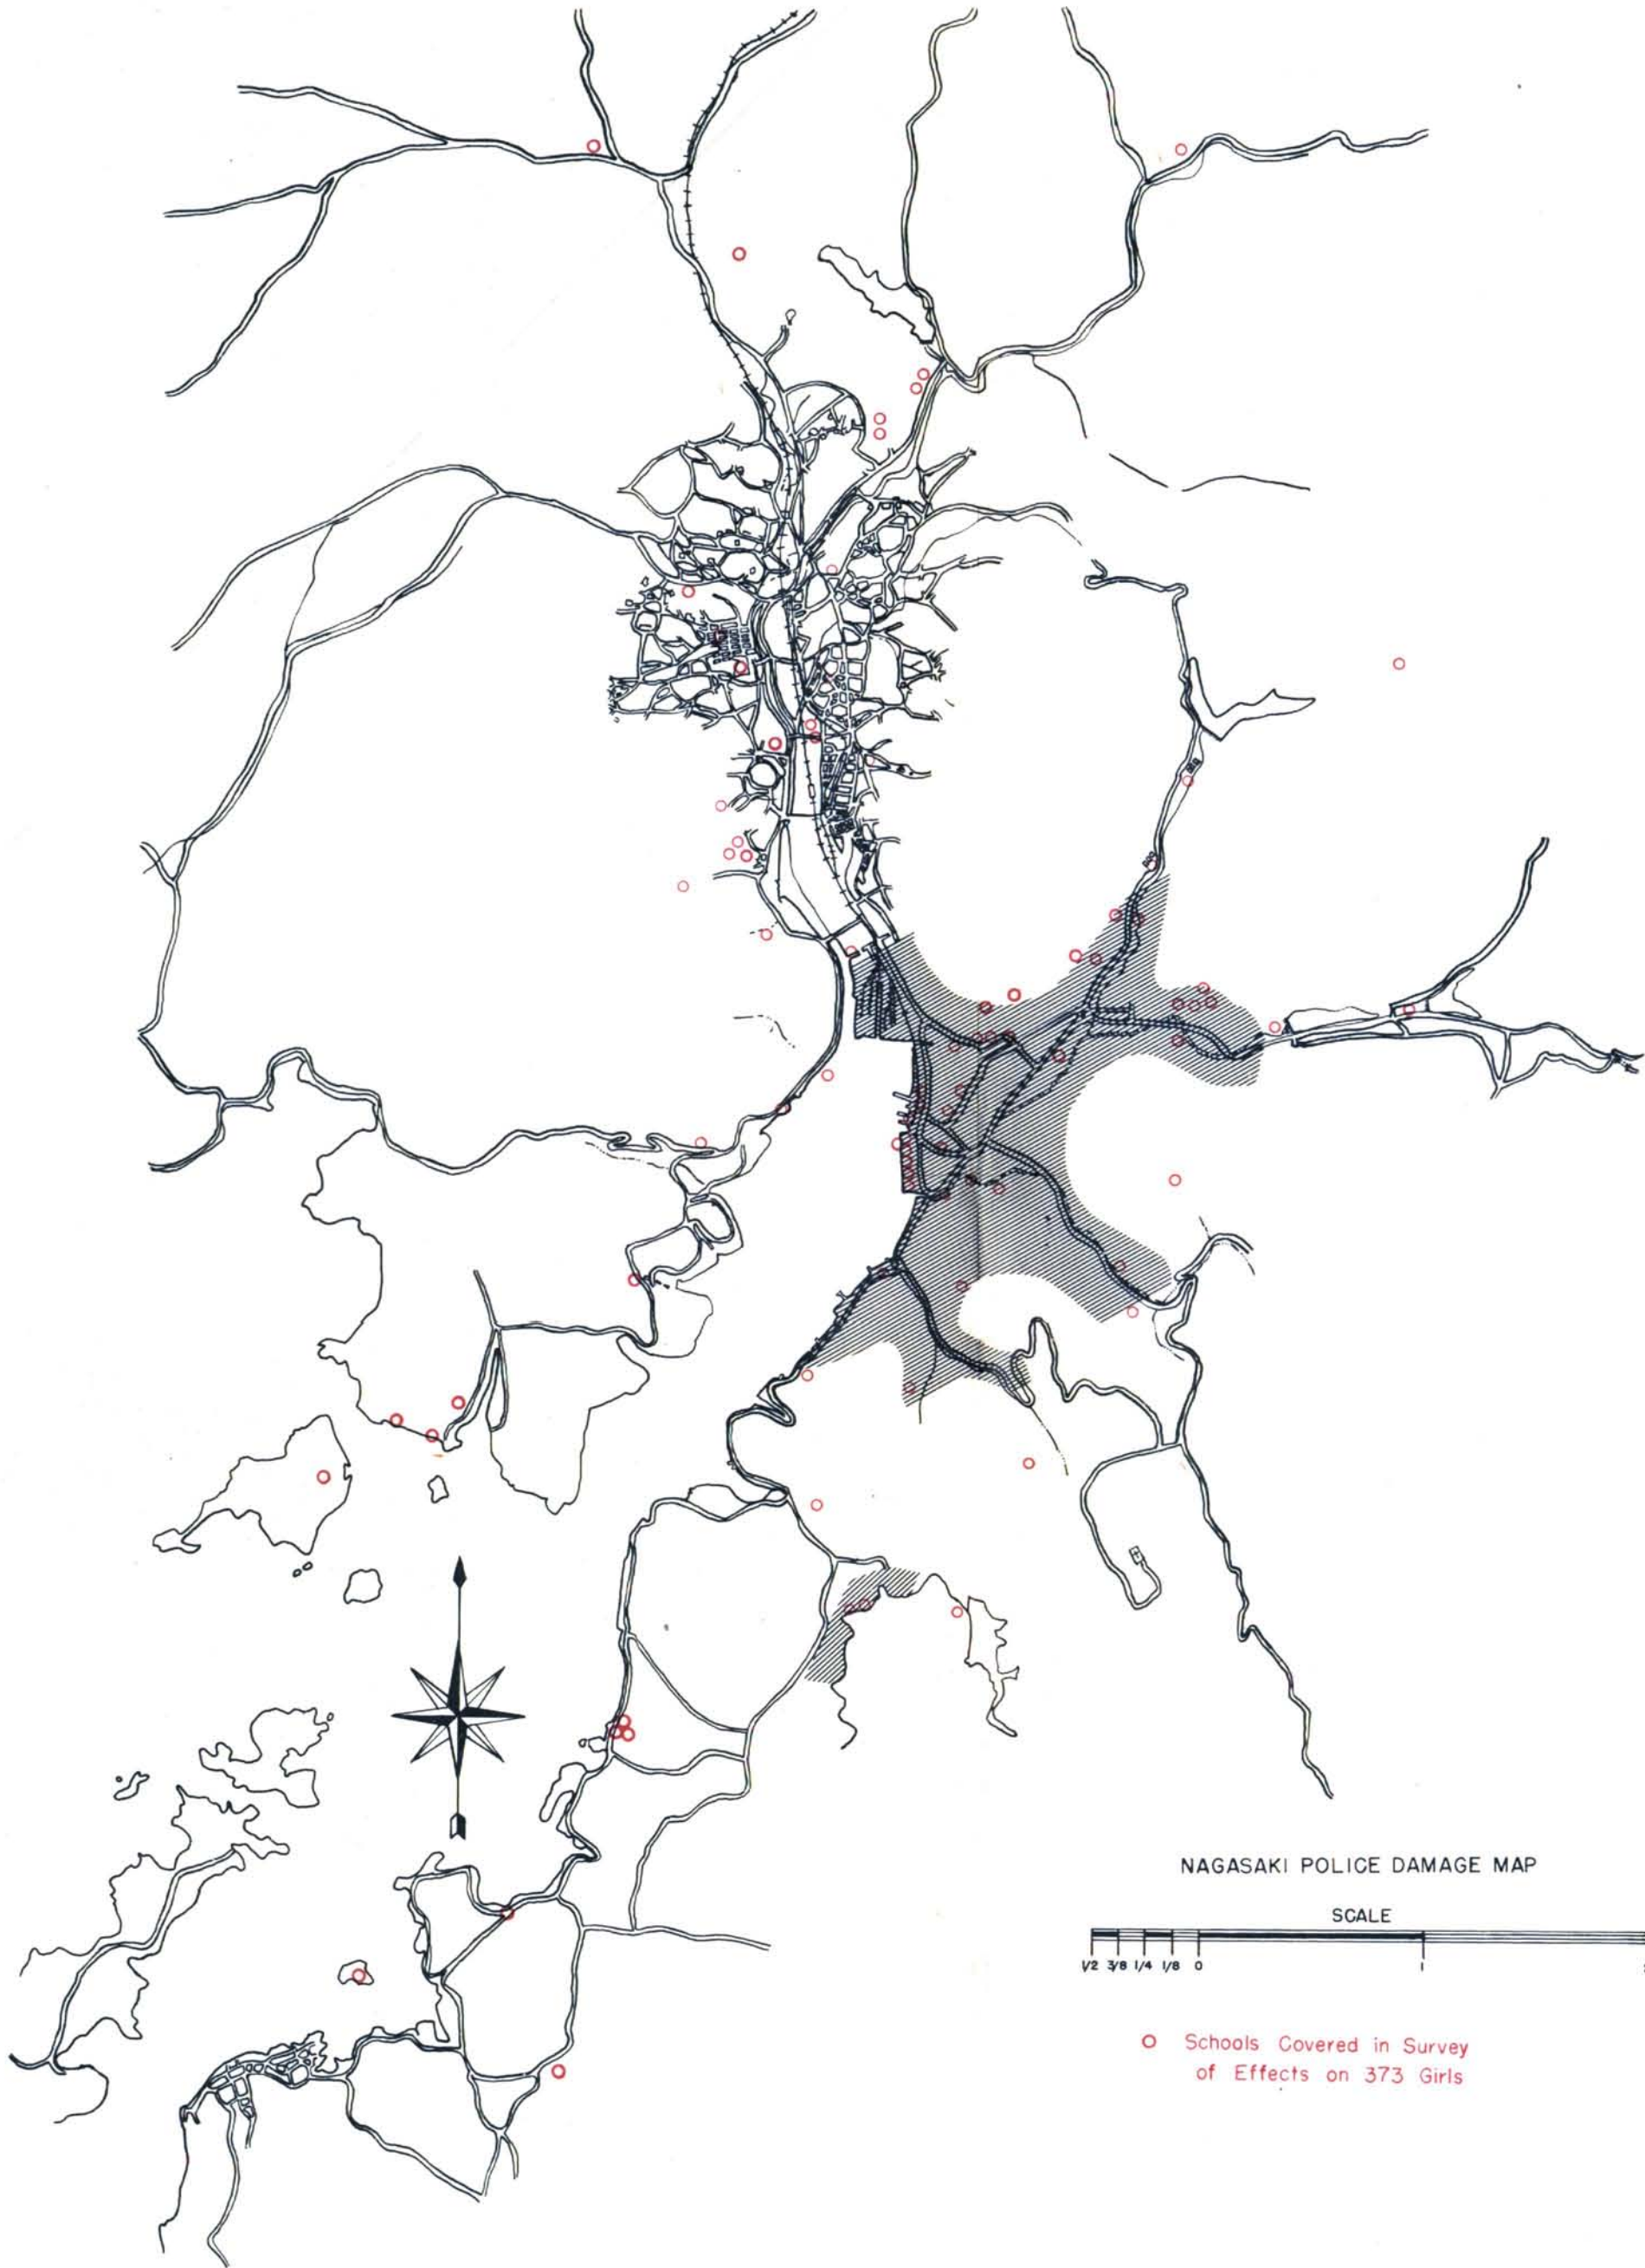 NAGASAKI POLICE DAMAGE MAP
SCALE
1/2 3/8 1/4 1/8 0 1
Schools Covered in Survey
of Effects on 373 Girls